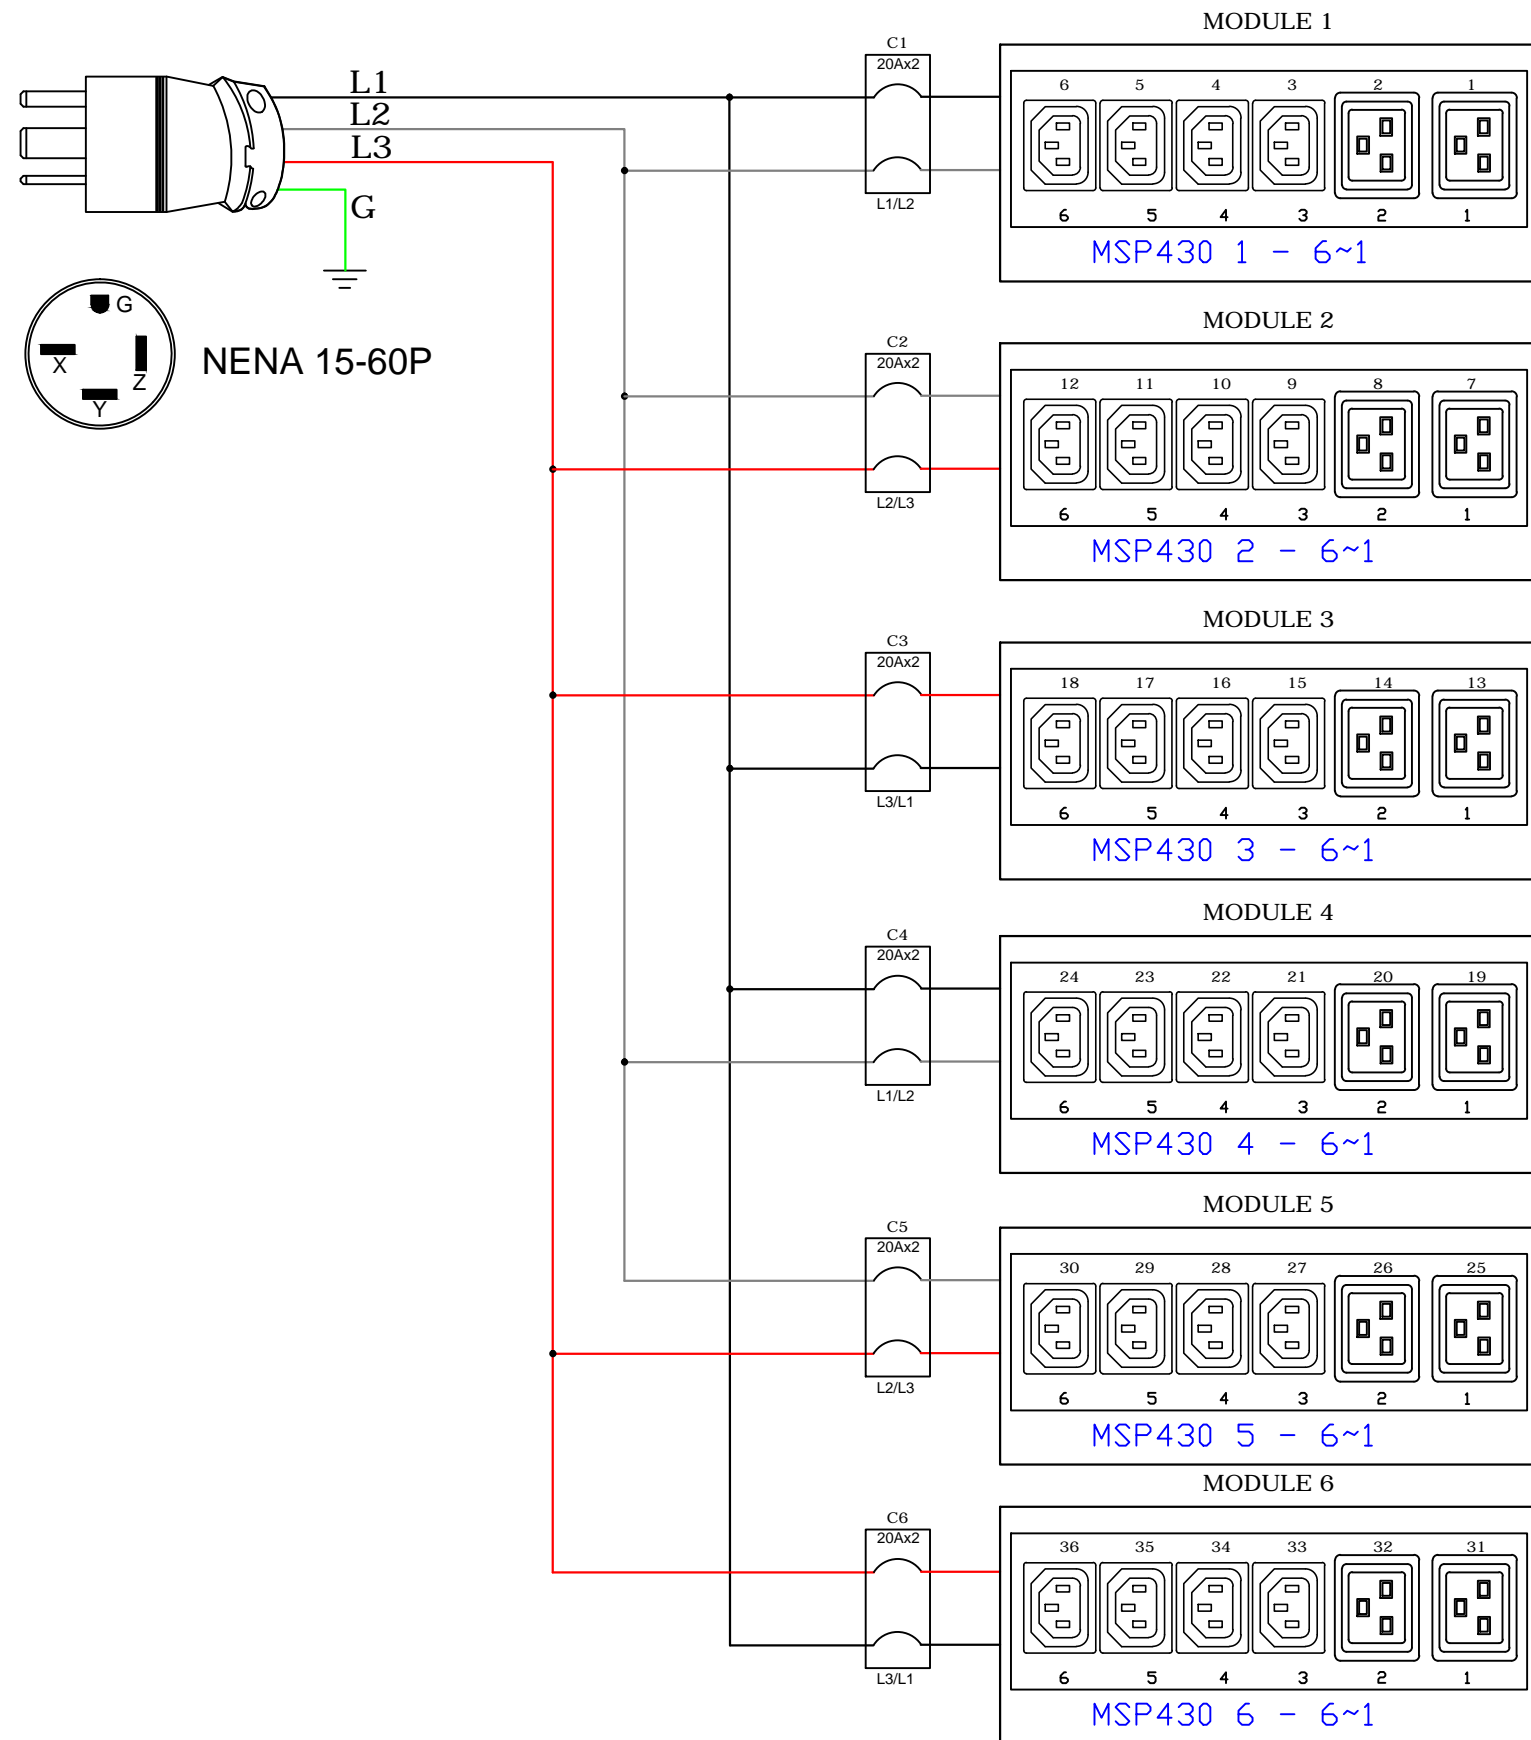 L1
L2
L3
G
G
X
Z
Y
NENA 15-60P
MODULE 1
C1
20Ax2
L1/L2
6 5 4 3 2 1
6 5 4 3 2 1
MSP430 1 - 6~1
MODULE 2
C2
20Ax2
L2/L3
12 11 10 9 8 7
6 5 4 3 2 1
MSP430 2 - 6~1
MODULE 3
C3
20Ax2
L3/L1
18 17 16 15 14 13
6 5 4 3 2 1
MSP430 3 - 6~1
MODULE 4
C4
20Ax2
L1/L2
24 23 22 21 20 19
6 5 4 3 2 1
MSP430 4 - 6~1
MODULE 5
C5
20Ax2
L2/L3
30 29 28 27 26 25
6 5 4 3 2 1
MSP430 5 - 6~1
MODULE 6
C6
20Ax2
L3/L1
36 35 34 33 32 31
6 5 4 3 2 1
MSP430 6 - 6~1